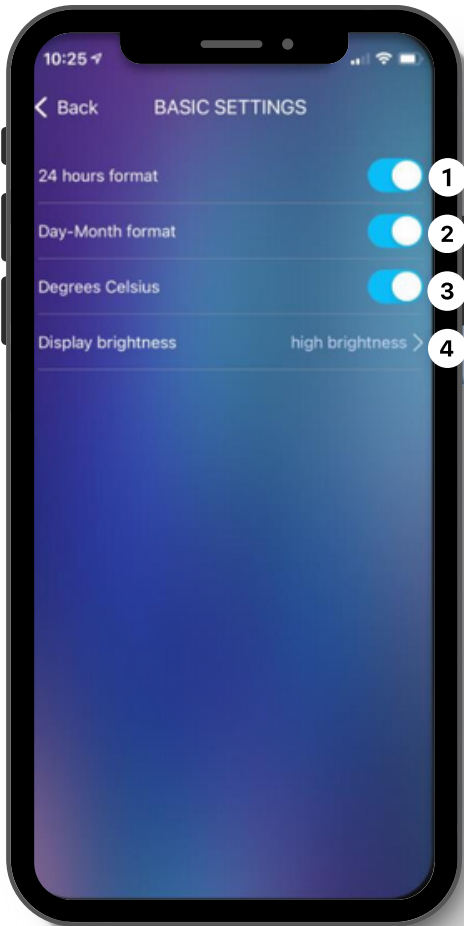 10:25
Back BASIC SETTINGS
24 hours format 1
Day-Month format 2
Degrees Celsius 3
Display brightness high brightness 4